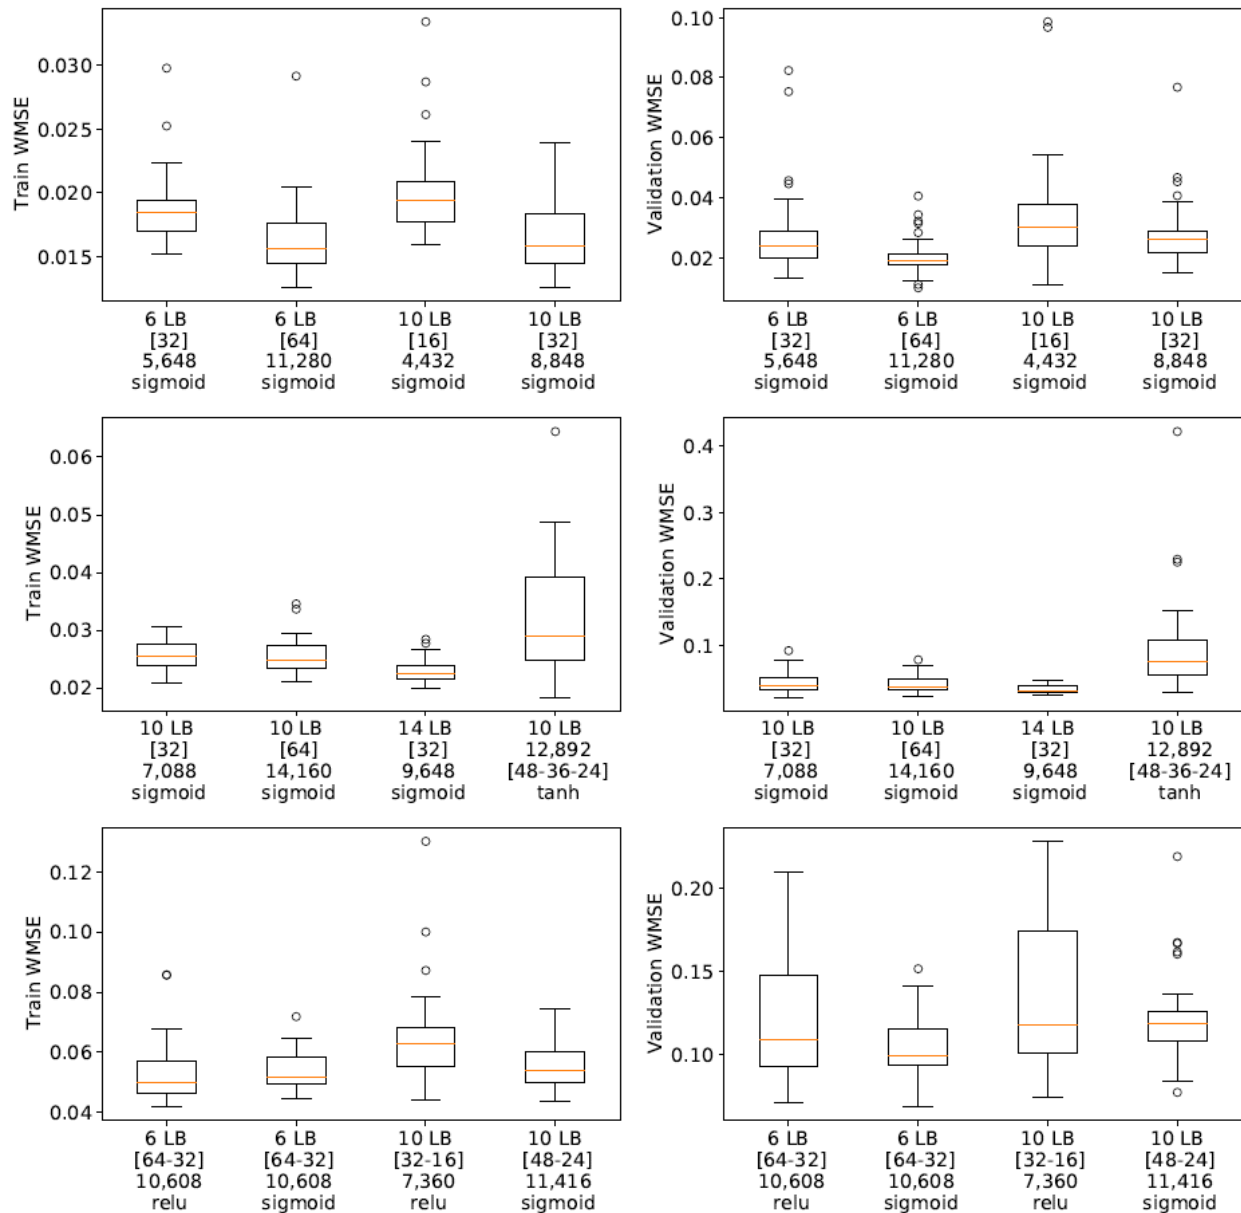 Train WMSE
0.030
0.025
0.020
0.015
6 LB
[32]
5,648
sigmoid
6 LB
[64]
11,280
sigmoid
10 LB
[16]
4,432
sigmoid
10 LB
[32]
8,848
sigmoid
Validation WMSE
0.10
0.08
0.06
0.04
0.02
6 LB
[32]
5,648
sigmoid
6 LB
[64]
11,280
sigmoid
10 LB
[16]
4,432
sigmoid
10 LB
[32]
8,848
sigmoid
Train WMSE
0.06
0.05
0.04
0.03
0.02
10 LB
[32]
7,088
sigmoid
10 LB
[64]
14,160
sigmoid
14 LB
[32]
9,648
sigmoid
10 LB
12,892
[48-36-24]
tanh
Validation WMSE
0.4
0.3
0.2
0.1
10 LB
[32]
7,088
sigmoid
10 LB
[64]
14,160
sigmoid
14 LB
[32]
9,648
sigmoid
10 LB
12,892
[48-36-24]
tanh
Train WMSE
0.12
0.10
0.08
0.06
0.04
6 LB
[64-32]
10,608
relu
6 LB
[64-32]
10,608
sigmoid
10 LB
[32-16]
7,360
relu
10 LB
[48-24]
11,416
sigmoid
Validation WMSE
0.20
0.15
0.10
6 LB
[64-32]
10,608
relu
6 LB
[64-32]
10,608
sigmoid
10 LB
[32-16]
7,360
relu
10 LB
[48-24]
11,416
sigmoid